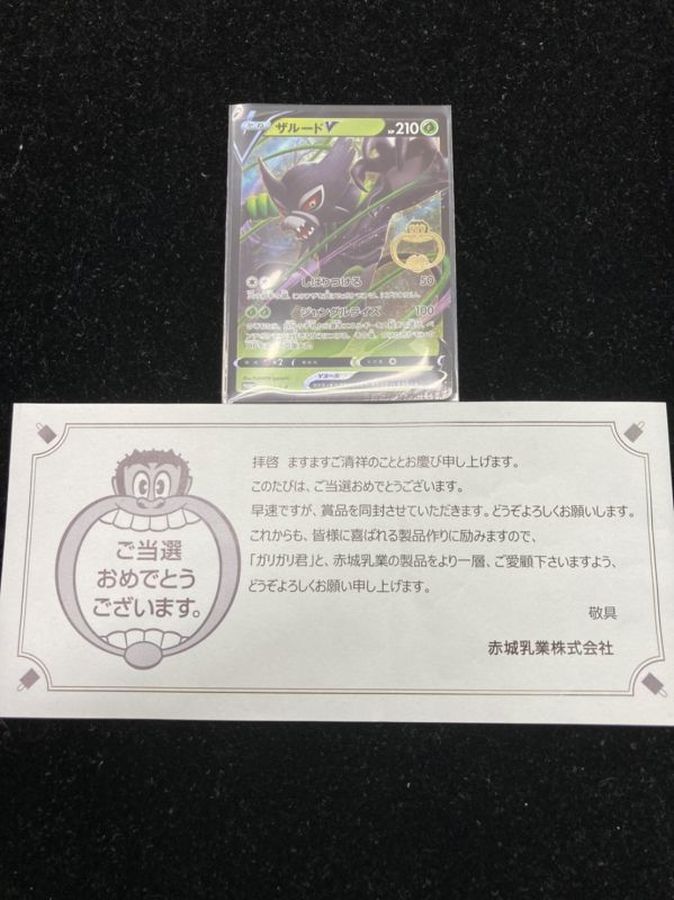 ザルードV HP210
しばりつける 50
ジャングルライズ 100
×2
Vルール
ご当選
おめでとう
ございます。
拝啓 ますますご清祥のこととお慶び申し上げます。
このたびは、ご当選おめでとうございます。
早速ですが、賞品を同封させていただきます。どうぞよろしくお願いします。
これからも、皆様に喜ばれる製品作りに励みますので、
「ガリガリ君」と、赤城乳業の製品をより一層、ご愛顧下さいますよう、
どうぞよろしくお願い申し上げます。
敬具
赤城乳業株式会社